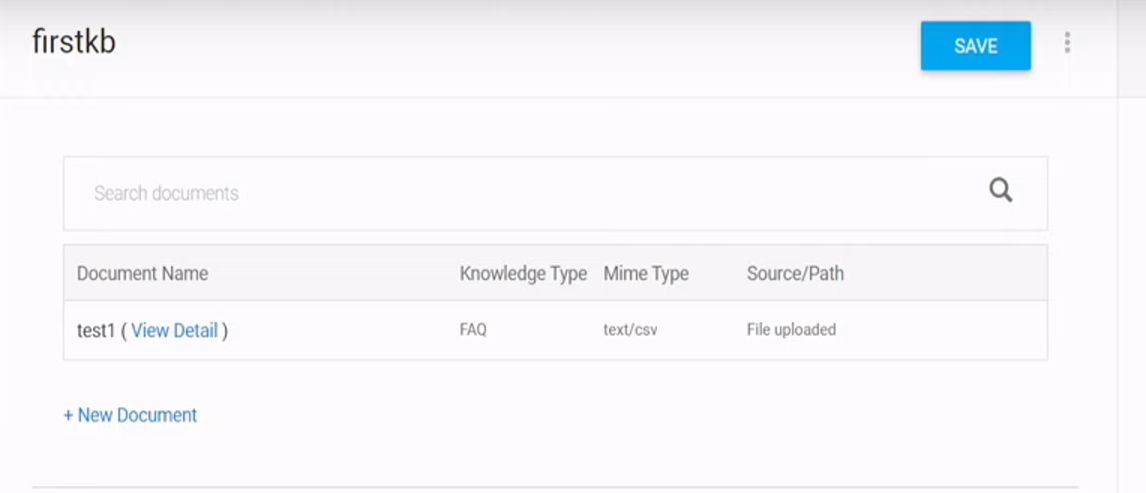 firstkb
SAVE
Search documents
Document Name Knowledge Type Mime Type Source/Path
test1 ( View Detail ) FAQ text/csv File uploaded
+ New Document